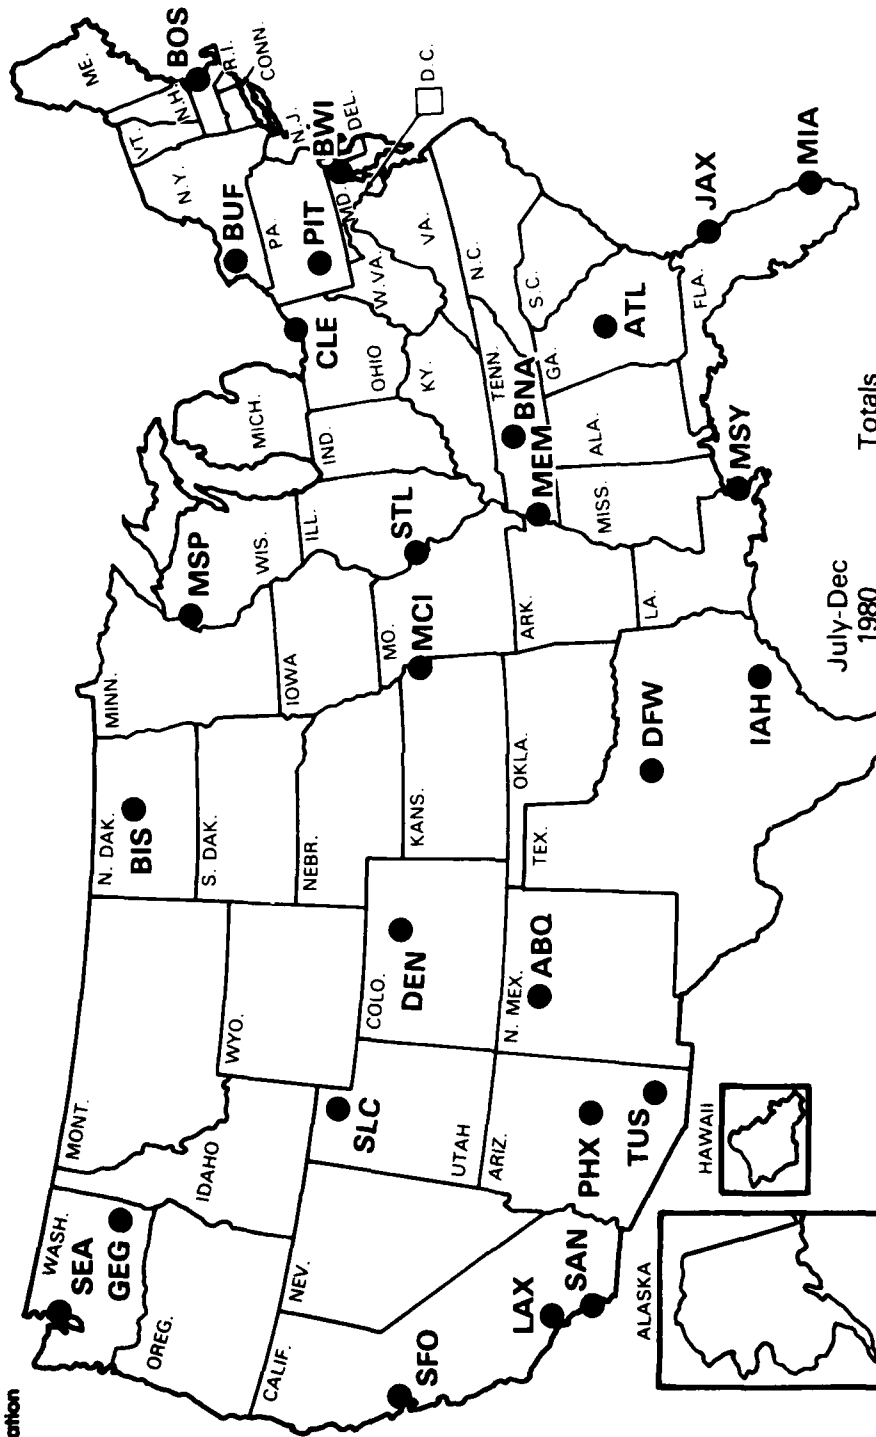 ation
WASH.
SEA
GEG
MONT.
N. DAK.
BIS
MINN.
MSP
ME.
VT.
N.H.
BOS
R.I.
CONN.
N.Y.
BUF
OREG.
IDAHO
WYO.
S. DAK.
WIS.
MICH.
CLE
PA.
PIT
N.J.
BWI
DEL.
MD.
D.C.
NEBR.
IOWA
ILL.
IND.
OHIO
W.VA.
VA.
CALIF.
NEV.
SLC
UTAH
COLO.
DEN
KANS.
MO.
MCI
STL
KY.
SFO
LAX
SAN
ARIZ.
PHX
TUS
N. MEX.
ABQ
TEX.
OKLA.
ARK.
MEM
TENN.
BNA
N.C.
S.C.
GA.
ATL
ALA.
MISS.
LA.
DFW
IAH
MSY
FLA.
JAX
MIA
ALASKA
HAWAII
July-Dec
1980
Totals